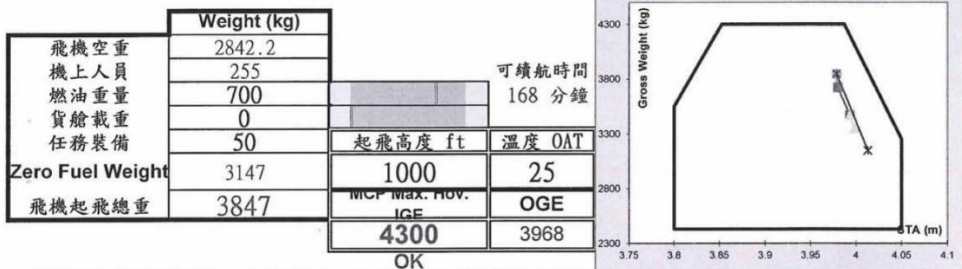 Weight (kg)
飛機空重 2842.2
機上人員 255
燃油重量 700
貨艙載重 0
任務裝備 50
Zero Fuel Weight 3147
飛機起飛總重 3847
可續航時間
168 分鐘
起飛高度 ft 溫度 OAT
1000 25
MCP Max. Hov. IGE OGE
4300 3968
OK
Gross Weight (kg)
4300
3800
3300
2800
2300
STA (m)
3.75 3.8 3.85 3.9 3.95 4 4.05 4.1